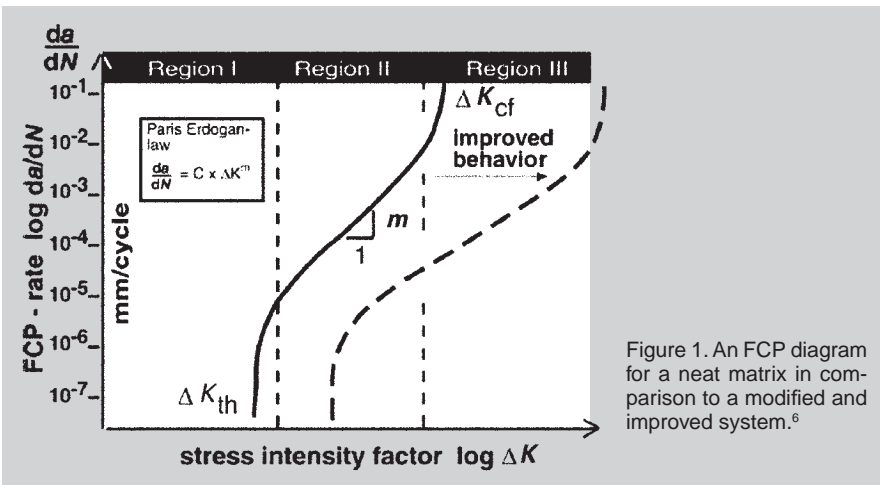 da
dN
Region I Region II Region III
10-1
10-2
10-3
10-4
10-5
10-6
10-7
FCP - rate log da/dN
mm/cycle
Paris Erdogan-
law
da
dN = C x ΔKm
ΔKcf
improved
behavior
m
1
ΔKth
stress intensity factor log ΔK
Figure 1. An FCP diagram
for a neat matrix in com-
parison to a modified and
improved system.6